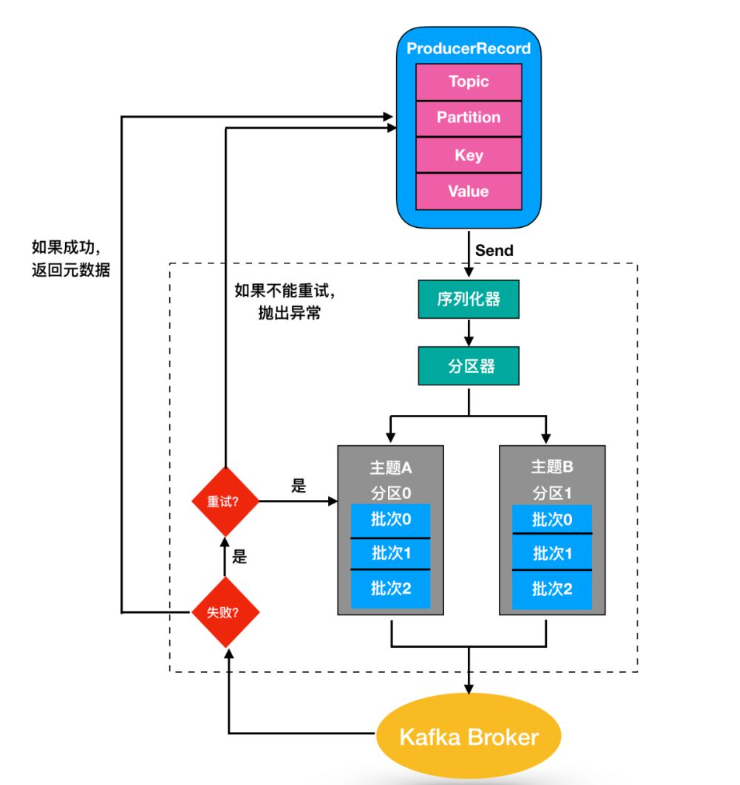 ProducerRecord
Topic
Partition
Key
Value
Send
如果成功，
返回元数据
如果不能重试，
抛出异常
序列化器
分区器
主题A
分区0
批次0
批次1
批次2
主题B
分区1
批次0
批次1
批次2
重试？
是
是
失败？
Kafka Broker